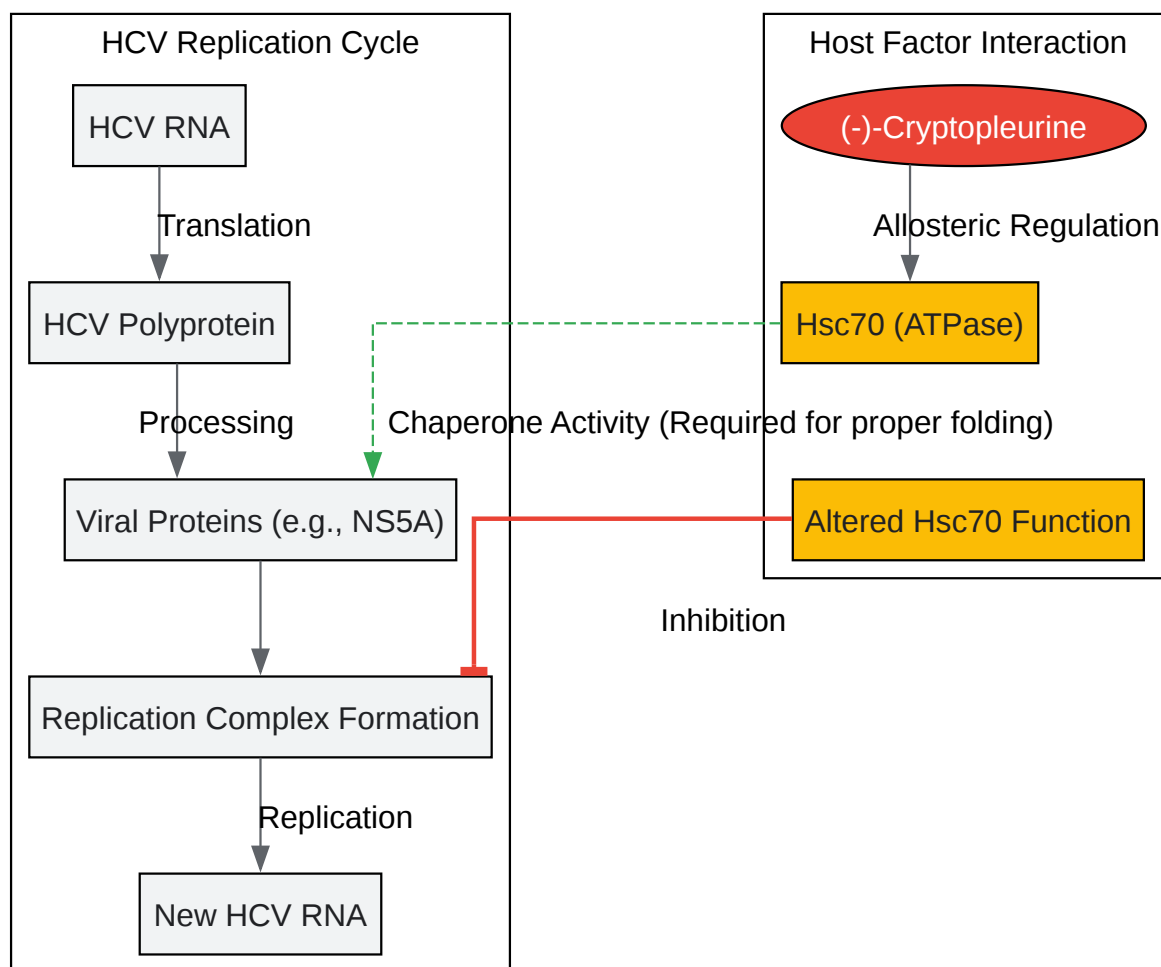 HCV Replication Cycle
HCV RNA
Translation
HCV Polyprotein
Processing
Viral Proteins (e.g., NS5A)
Replication Complex Formation
Replication
New HCV RNA
Host Factor Interaction
(-)-Cryptopleurine
Allosteric Regulation
Hsc70 (ATPase)
Chaperone Activity (Required for proper folding)
Altered Hsc70 Function
Inhibition